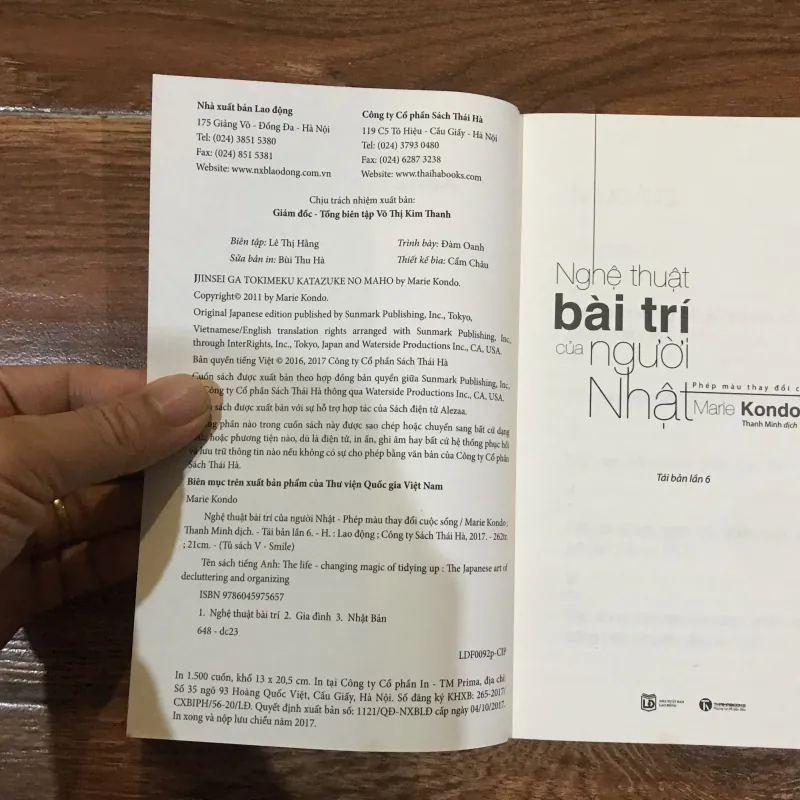 Nhà xuất bản Lao động
175 Giảng Võ - Đống Đa - Hà Nội
Tel: (024) 3851 5380
Fax: (024) 851 5381
Website: www.nxblaodong.com.vn
Công ty Cổ phần Sách Thái Hà
119 C5 Tô Hiệu - Cầu Giấy - Hà Nội
Tel: (024) 3793 0480
Fax: (024) 6287 3238
Website: www.thaihabooks.com
Chịu trách nhiệm xuất bản:
Giám đốc - Tổng biên tập Võ Thị Kim Thanh
Biên tập: Lê Thị Hằng
Trình bày: Đàm Oanh
Sửa bản in: Bùi Thu Hà
Thiết kế bìa: Cẩm Châu
JJINSEI GA TOKIMEKU KATAZUKE NO MAHO by Marie Kondo.
Copyright© 2011 by Marie Kondo.
Original Japanese edition published by Sunmark Publishing, Inc., Tokyo,
Vietnamese/English translation rights arranged with Sunmark Publishing, Inc,
through InterRights, Inc., Tokyo, Japan and Waterside Productions Inc., CA, USA.
Bản quyền tiếng Việt © 2016, 2017 Công ty Cổ phần Sách Thái Hà
Cuốn sách được xuất bản theo hợp đồng bản quyền giữa Sunmark Publishing, Inc,
Công ty Cổ phần Sách Thái Hà thông qua Waterside Productions Inc., CA, USA.
sách được xuất bản với sự hỗ trợ hợp tác của Sách điện tử Alezaa.
phần nào trong cuốn sách này được sao chép hoặc chuyển sang bất cứ dạng
hoặc phương tiện nào, dù là điện tử, in ấn, ghi âm hay bất cứ hệ thống phục hồi
và lưu trữ thông tin nào nếu không có sự cho phép bằng văn bản của Công ty Cổ phần
Sách Thái Hà.
Biên mục trên xuất bản phẩm của Thư viện Quốc gia Việt Nam
Marie Kondo
Nghệ thuật bài trí của người Nhật - Phép màu thay đổi cuộc sống / Marie Kondo ;
Thanh Minh dịch. - Tái bản lần 6. - H. : Lao động ; Công ty Sách Thái Hà, 2017. - 262tr.
; 21cm. - (Tủ sách V - Smile)
Tên sách tiếng Anh: The life - changing magic of tidying up : The Japanese art of
decluttering and organizing
ISBN 9786045975657
1. Nghệ thuật bài trí 2. Gia đình 3. Nhật Bản
648 - dc23
LDF0092p-CIP
In 1.500 cuốn, khổ 13 x 20,5 cm. In tại Công ty Cổ phần In - TM Prima, địa chỉ:
Số 35 ngõ 93 Hoàng Quốc Việt, Cầu Giấy, Hà Nội. Số đăng ký KHXB: 265-2017/
CXBIPH/56-20/LĐ. Quyết định xuất bản số: 1121/QĐ-NXBLĐ cấp ngày 04/10/2017.
In xong và nộp lưu chiểu năm 2017.
Nghệ thuật
bài trí
của người
Nhật
Phép màu thay đổi
Marie Kondo
Thanh Minh dịch
Tái bản lần 6
LĐ
NHÀ XUẤT BẢN
LAO ĐỘNG
THAIHABOOKS